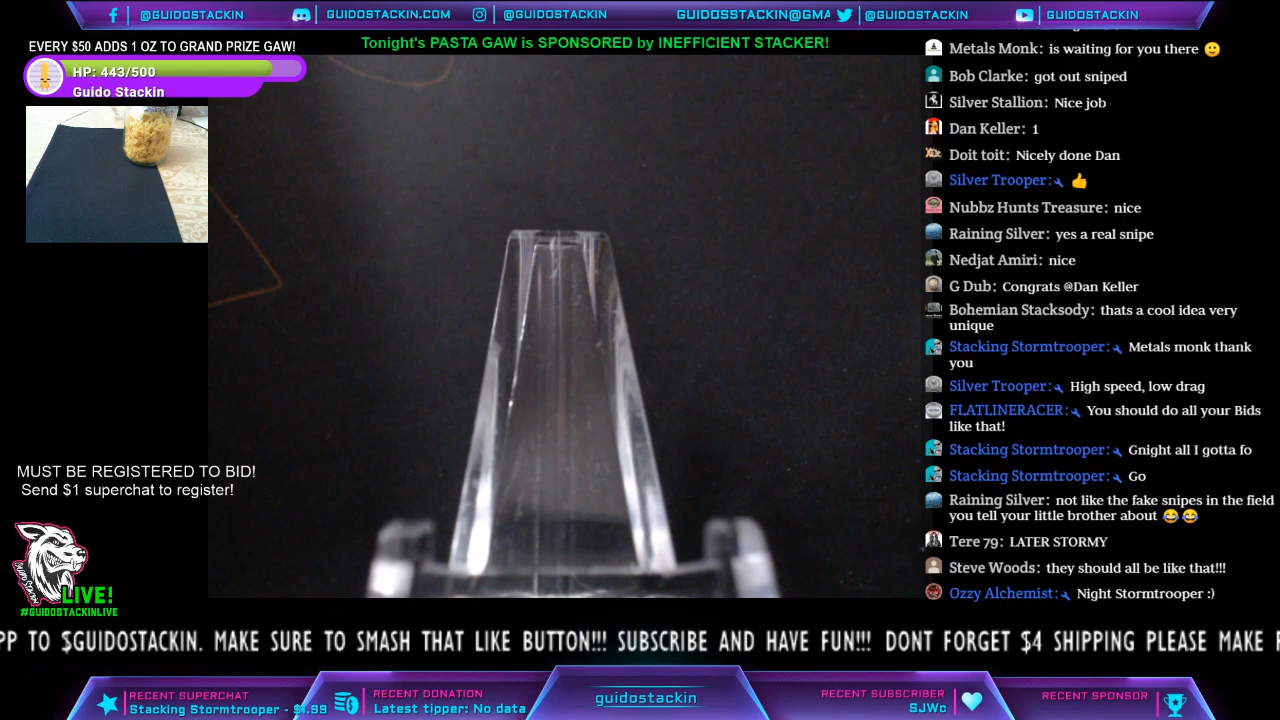 @GUIDOSTACKIN
GUIDOSTACKIN.COM
@GUIDOSTACKIN
GUIDOSSTACKIN@GMA
@GUIDOSTACKIN
GUIDOSTACKIN
EVERY $50 ADDS 1 OZ TO GRAND PRIZE GAW!
Tonight's PASTA GAW is SPONSORED by INEFFICIENT STACKER!
HP: 443/500
Guido Stackin
Metals Monk: is waiting for you there 🙂
Bob Clarke: got out sniped
Silver Stallion: Nice job
Dan Keller: 1
Doit toit: Nicely done Dan
Silver Trooper: 👍
Nubbz Hunts Treasure: nice
Raining Silver: yes a real snipe
Nedjat Amiri: nice
G Dub: Congrats @Dan Keller
Bohemian Stacksody: thats a cool idea very
unique
Stacking Stormtrooper: Metals monk thank
you
Silver Trooper: High speed, low drag
FLATLINERACER: You should do all your Bids
like that!
Stacking Stormtrooper: Gnight all I gotta fo
Stacking Stormtrooper: Go
Raining Silver: not like the fake snipes in the field
you tell your little brother about 😂😂
Tere 79: LATER STORMY
Steve Woods: they should all be like that!!!
Ozzy Alchemist: Night Stormtrooper :)
MUST BE REGISTERED TO BID!
Send $1 superchat to register!
LIVE!
#GUIDOSTACKINLIVE
PP TO $GUIDOSTACKIN. MAKE SURE TO SMASH THAT LIKE BUTTON!!! SUBSCRIBE AND HAVE FUN!!! DONT FORGET $4 SHIPPING PLEASE MAKE
RECENT SUPERCHAT
Stacking Stormtrooper - $1.99
RECENT DONATION
Latest tipper: No data
guidostackin
RECENT SUBSCRIBER
SJWc
RECENT SPONSOR